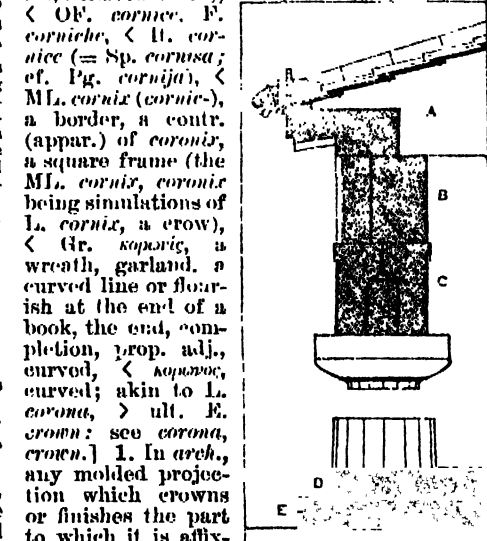 < OF. cornice, F.
corniche, < It. cor-
nice (= Sp. cornisa;
cf. Pg. cornija), <
ML. cornix (cornic-),
a border, a contr.
(appar.) of coronix,
a square frame (the
ML. cornix, coronix
being simulations of
L. cornix, a crow),
< Gr. κορωνίς, a
wreath, garland, a
curved line or flour-
ish at the end of a
book, the end, com-
pletion, prop. adj.,
curved, < κορωνος,
curved; akin to L.
corona, > ult. E.
crown: see corona,
crown.] 1. In arch.,
any molded projec-
tion which crowns
or finishes the part
to which it is affix-
A
B
C
D
E